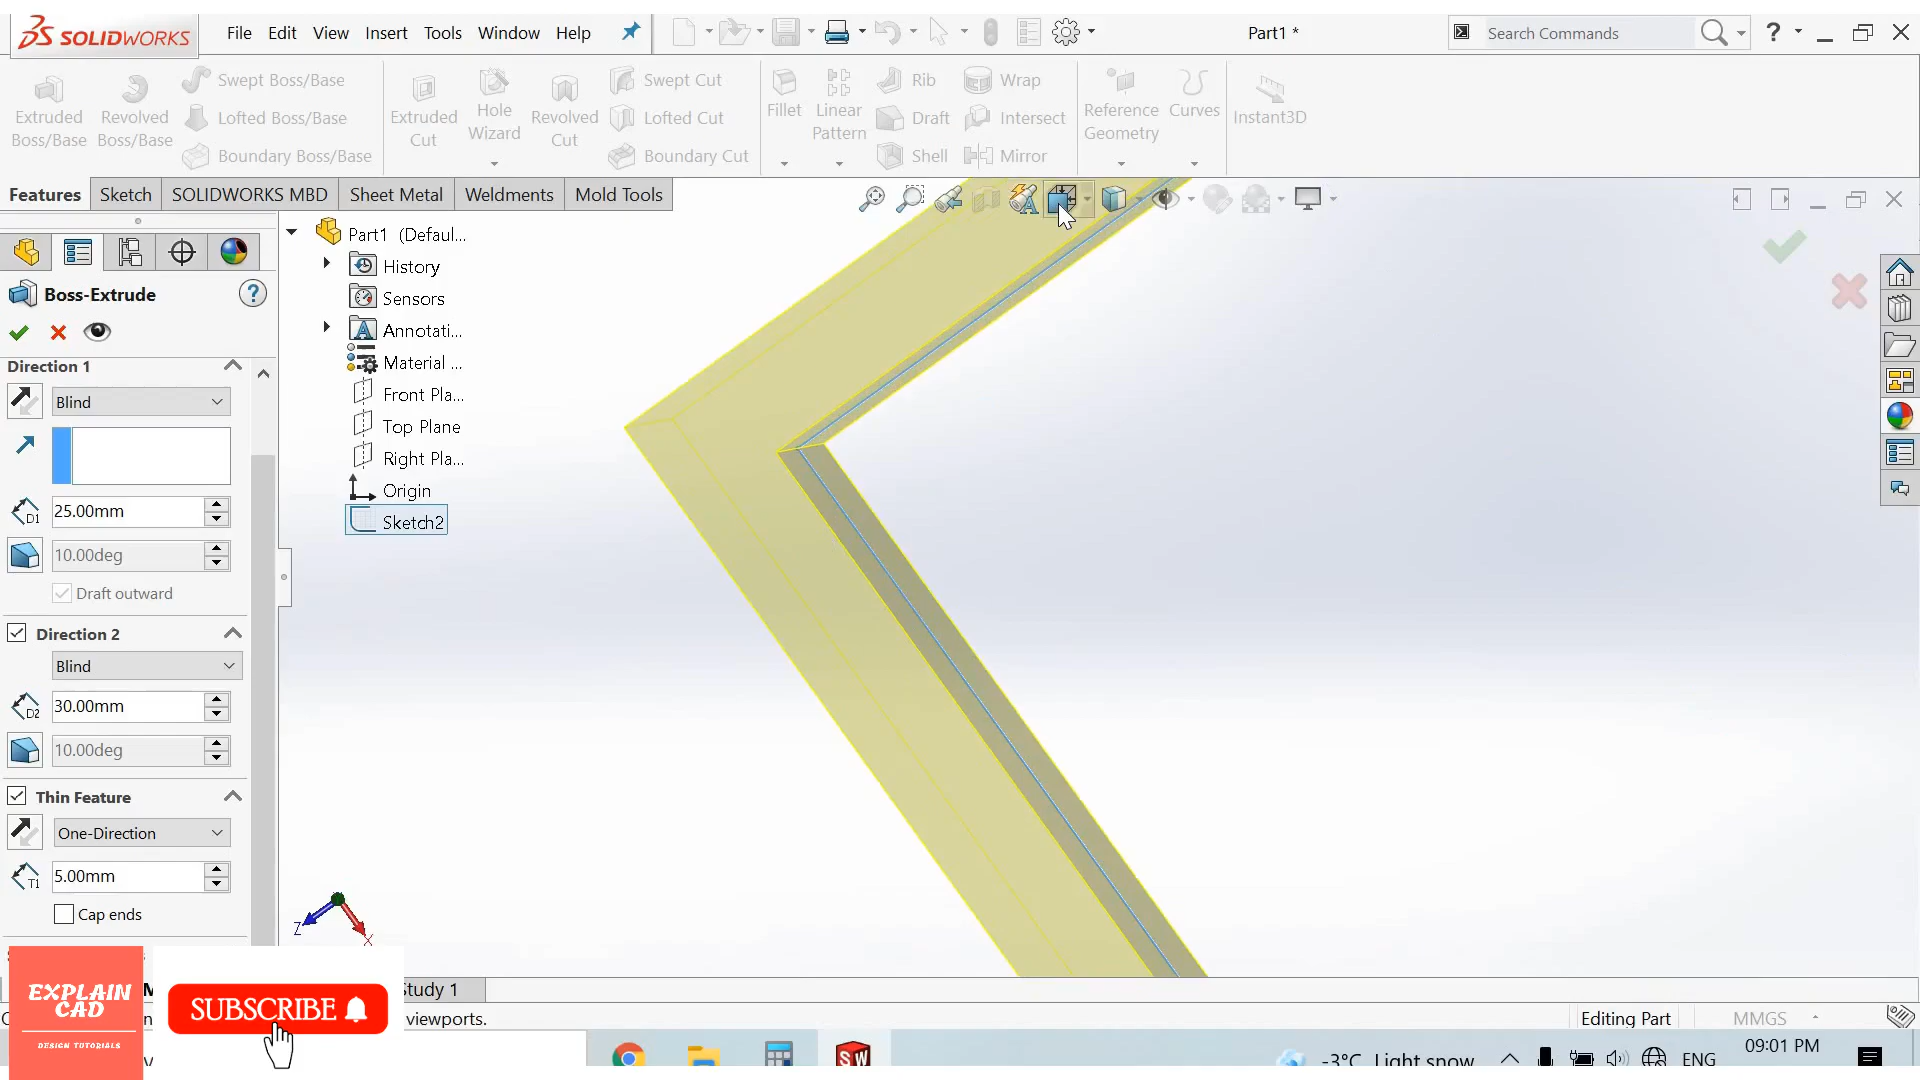 SOLIDWORKS
File Edit View Insert Tools Window Help
Part1 *
Search Commands
?
Extruded Boss/Base
Revolved Boss/Base
Swept Boss/Base
Lofted Boss/Base
Boundary Boss/Base
Extruded Cut
Hole Wizard
Revolved Cut
Swept Cut
Lofted Cut
Boundary Cut
Fillet
Linear Pattern
Rib
Draft
Shell
Wrap
Intersect
Mirror
Reference Geometry
Curves
Instant3D
Features Sketch SOLIDWORKS MBD Sheet Metal Weldments Mold Tools
Part1 (Defaul...
History
Sensors
Annotati...
Material ...
Front Pla...
Top Plane
Right Pla...
Origin
Sketch2
Boss-Extrude
?
Direction 1
Blind
D1
25.00mm
10.00deg
Draft outward
Direction 2
Blind
D2
30.00mm
10.00deg
Thin Feature
One-Direction
T1
5.00mm
Cap ends
Z
X
EXPLAIN
CAD
DESIGN TUTORIALS
SUBSCRIBE
Study 1
viewports.
Editing Part
MMGS
-3°C Light snow
ENG
09:01 PM